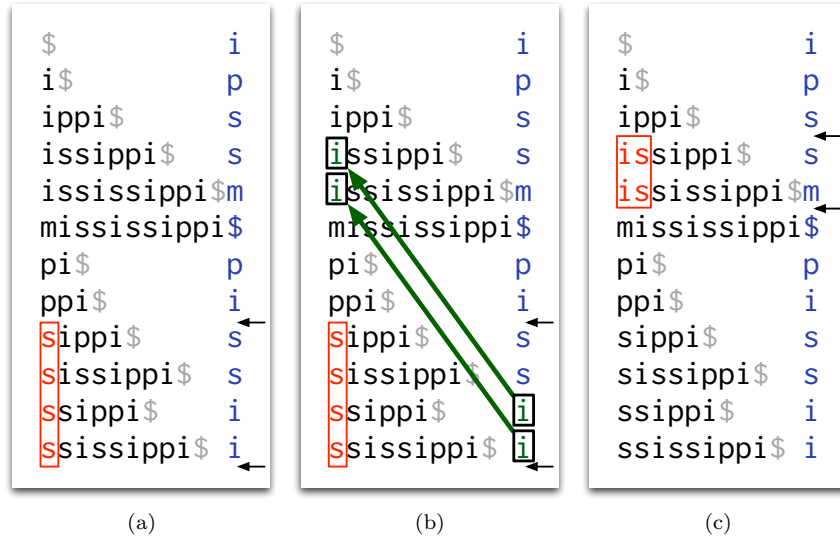 $ i
i$ p
ippi$ s
issippi$ s
ississippi$m
mississippi$
pi$ p
ppi$ i
sippi$ s
sissippi$ s
ssippi$ i
ssissippi$ i
(a)
$ i
i$ p
ippi$ s
issippi$ s
ississippi$m
mississippi$
pi$ p
ppi$ i
sippi$ s
sissippi$ s
ssippi$ i
ssissippi$ i
(b)
$ i
i$ p
ippi$ s
issippi$ s
ississippi$m
mississippi$
pi$ p
ppi$ i
sippi$ s
sissippi$ s
ssippi$ i
ssissippi$ i
(c)